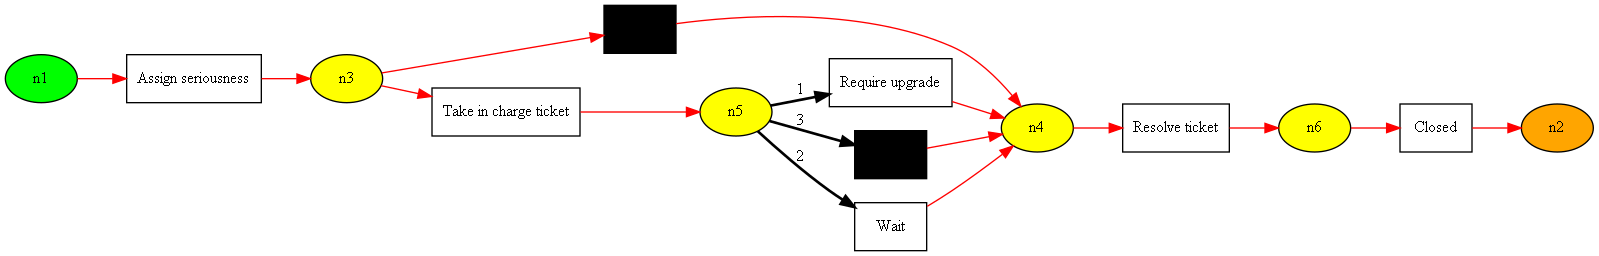 n1
Assign seriousness
n3
Take in charge ticket
n5
1
3
2
Require upgrade
Wait
n4
Resolve ticket
n6
Closed
n2